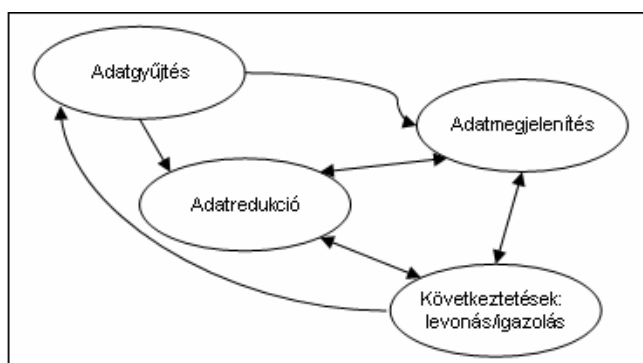 Adatgyűjtés
Adatmegjelenítés
Adatredukció
Következtetések:
levonás/igazolás